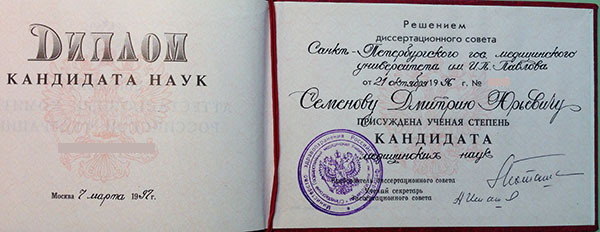 Диплом
КАНДИДАТА НАУК
Москва 7 марта 1997 г.
Решением
диссертационного совета
Санкт-Петербургского гос. медицинского
университета им И.П. Павлова
от 21 октября 1996 г. №
Семенову Дмитрию Юрьевичу
ПРИСУЖДЕНА УЧЁНАЯ СТЕПЕНЬ
КАНДИДАТА
медицинских наук
Председатель диссертационного совета
Учёный секретарь
диссертационного совета